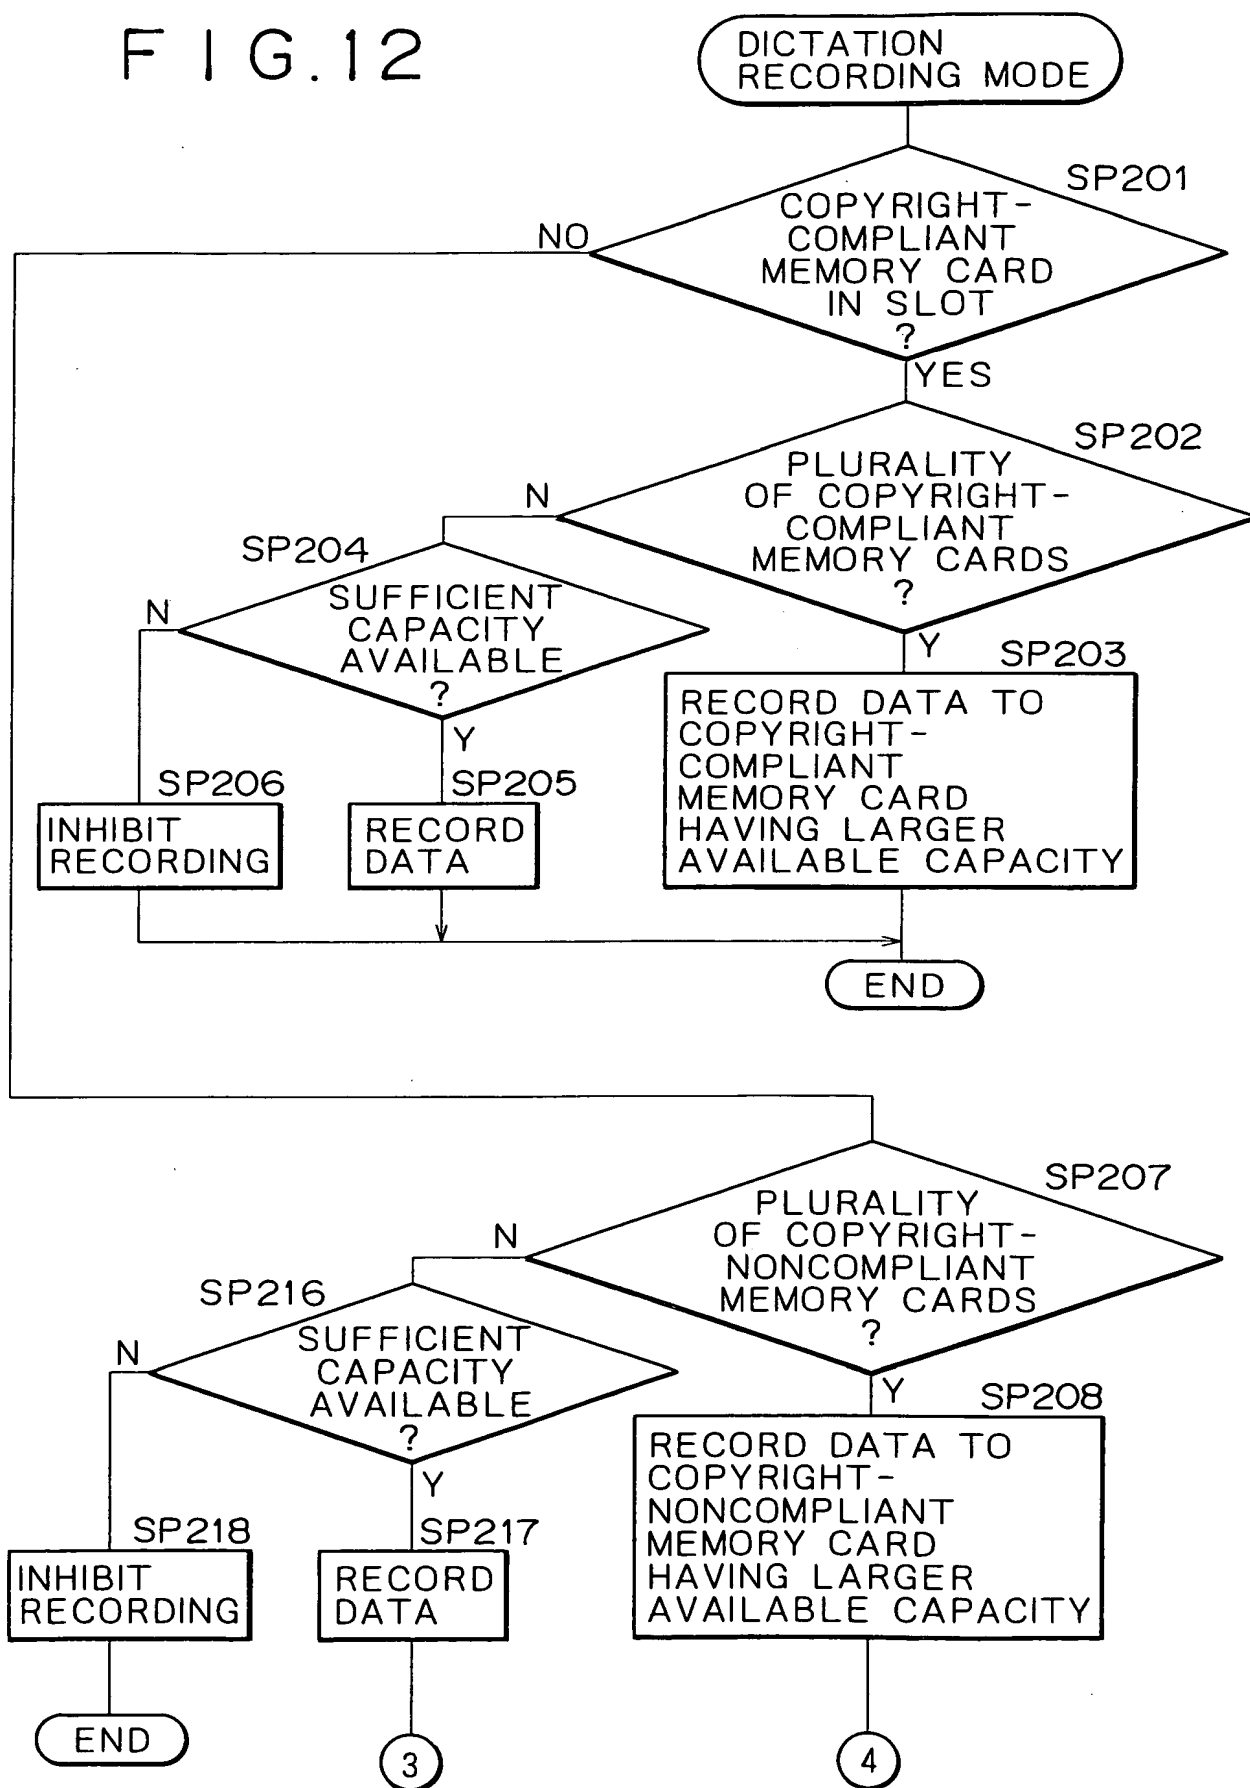 FIG.12
DICTATION
RECORDING MODE
SP201
COPYRIGHT-
COMPLIANT
MEMORY CARD
IN SLOT
?
NO
YES
SP202
PLURALITY
OF COPYRIGHT-
COMPLIANT
MEMORY CARDS
?
N
Y
SP204
SUFFICIENT
CAPACITY
AVAILABLE
?
N
Y
SP203
RECORD DATA TO
COPYRIGHT-
COMPLIANT
MEMORY CARD
HAVING LARGER
AVAILABLE CAPACITY
SP206
INHIBIT
RECORDING
SP205
RECORD
DATA
END
SP207
PLURALITY
OF COPYRIGHT-
NONCOMPLIANT
MEMORY CARDS
?
N
Y
SP216
SUFFICIENT
CAPACITY
AVAILABLE
?
N
Y
SP208
RECORD DATA TO
COPYRIGHT-
NONCOMPLIANT
MEMORY CARD
HAVING LARGER
AVAILABLE CAPACITY
SP218
INHIBIT
RECORDING
SP217
RECORD
DATA
END
3
4